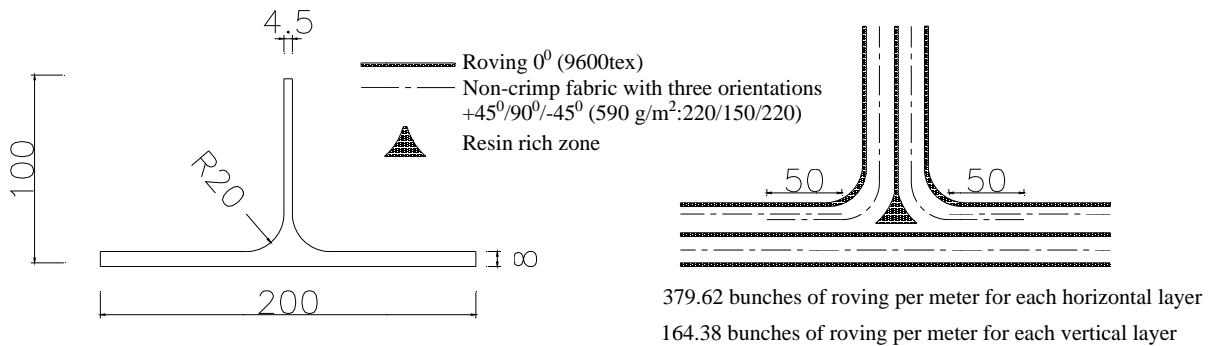 4.5
100
R20
8
200
Roving 0⁰ (9600tex)
Non-crimp fabric with three orientations
+45⁰/90⁰/-45⁰ (590 g/m²:220/150/220)
Resin rich zone
50 50
379.62 bunches of roving per meter for each horizontal layer
164.38 bunches of roving per meter for each vertical layer